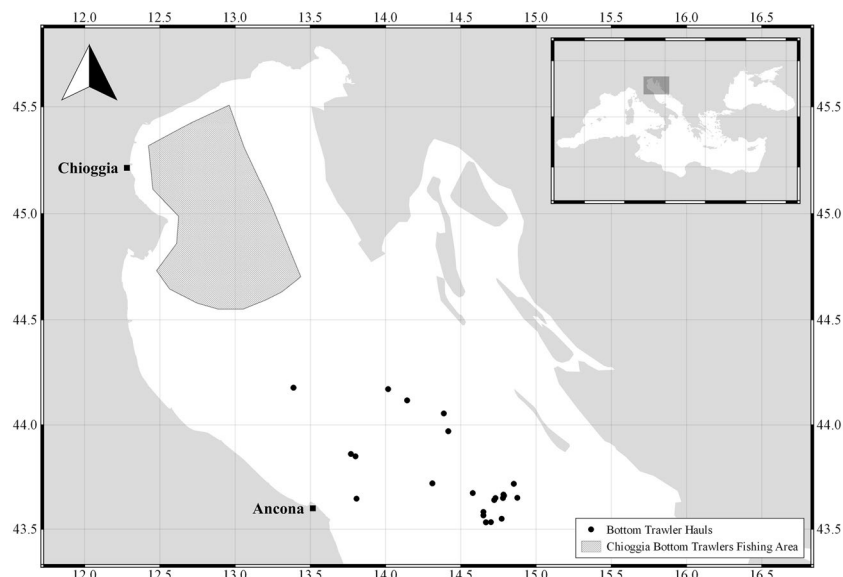 12.0 12.5 13.0 13.5 14.0 14.5 15.0 15.5 16.0 16.5
45.5 45.5
Chioggia
45.0 45.0
44.5 44.5
44.0 44.0
Ancona
43.5 43.5
Bottom Trawler Hauls
Chioggia Bottom Trawlers Fishing Area
12.0 12.5 13.0 13.5 14.0 14.5 15.0 15.5 16.0 16.5